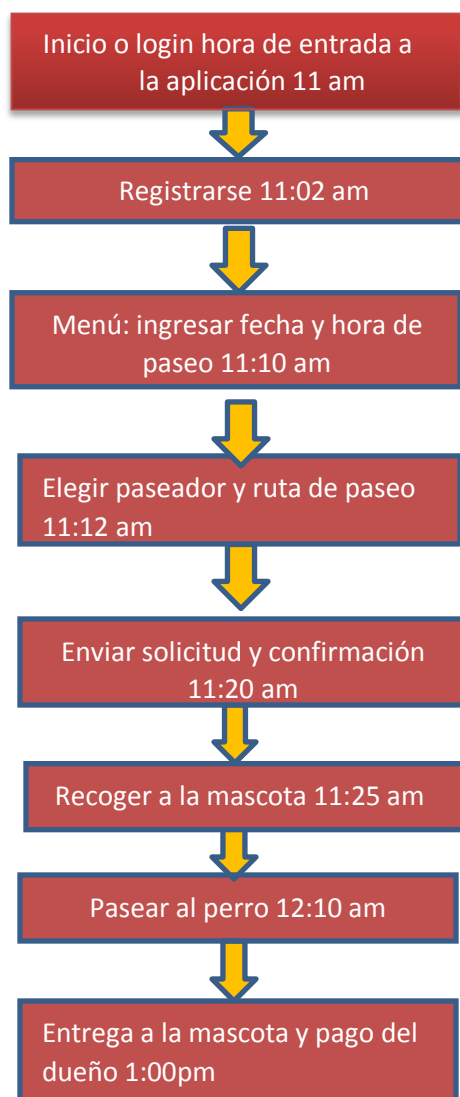 Inicio o login hora de entrada a
la aplicación 11 am
Registrarse 11:02 am
Menú: ingresar fecha y hora de
paseo 11:10 am
Elegir paseador y ruta de paseo
11:12 am
Enviar solicitud y confirmación
11:20 am
Recoger a la mascota 11:25 am
Pasear al perro 12:10 am
Entrega a la mascota y pago del
dueño 1:00pm